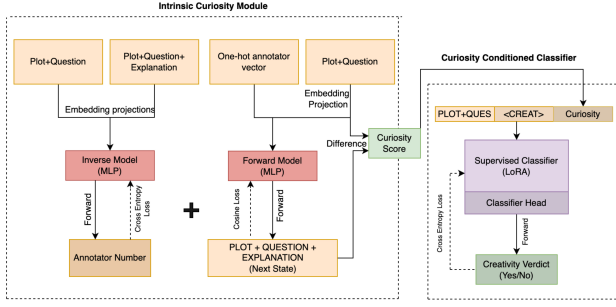 Intrinsic Curiosity Module
Plot+Question
Plot+Question+
Explanation
One-hot annotator
vector
Plot+Question
Embedding projections
Embedding
Projection
Inverse Model
(MLP)
Forward Model
(MLP)
Difference
Curiosity
Score
Forward
Cross Entropy
Loss
+
Cosine Loss
Forward
Annotator Number
PLOT + QUESTION +
EXPLANATION
(Next State)
Curiosity Conditioned Classifier
PLOT+QUES
<CREAT>
Curiosity
Supervised Classifier
(LoRA)
Classifier Head
Cross Entropy Loss
Forward
Creativity Verdict
(Yes/No)